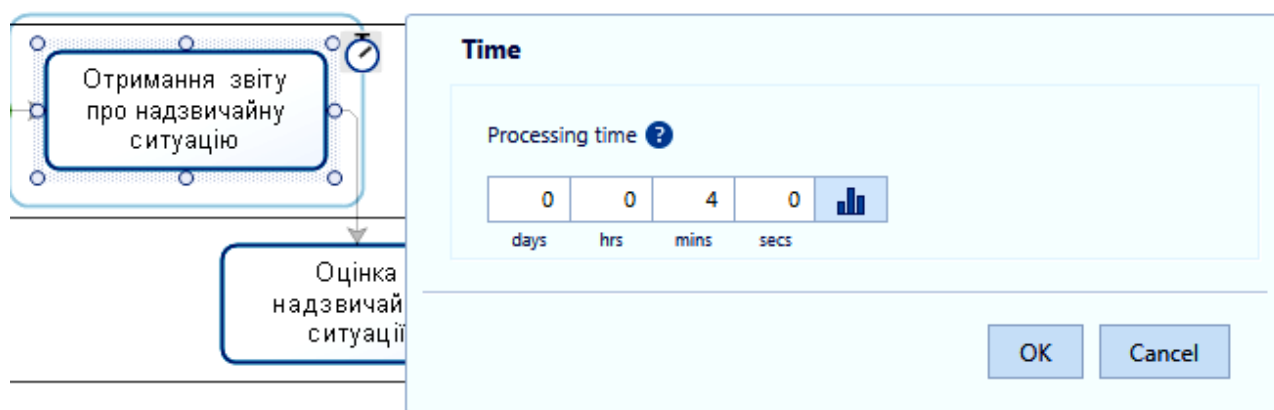 Отримання звіту
про надзвичайну
ситуацію
Оцінка
надзвичай
ситуації
Time
Processing time ?
0 0 4 0
days hrs mins secs
OK Cancel